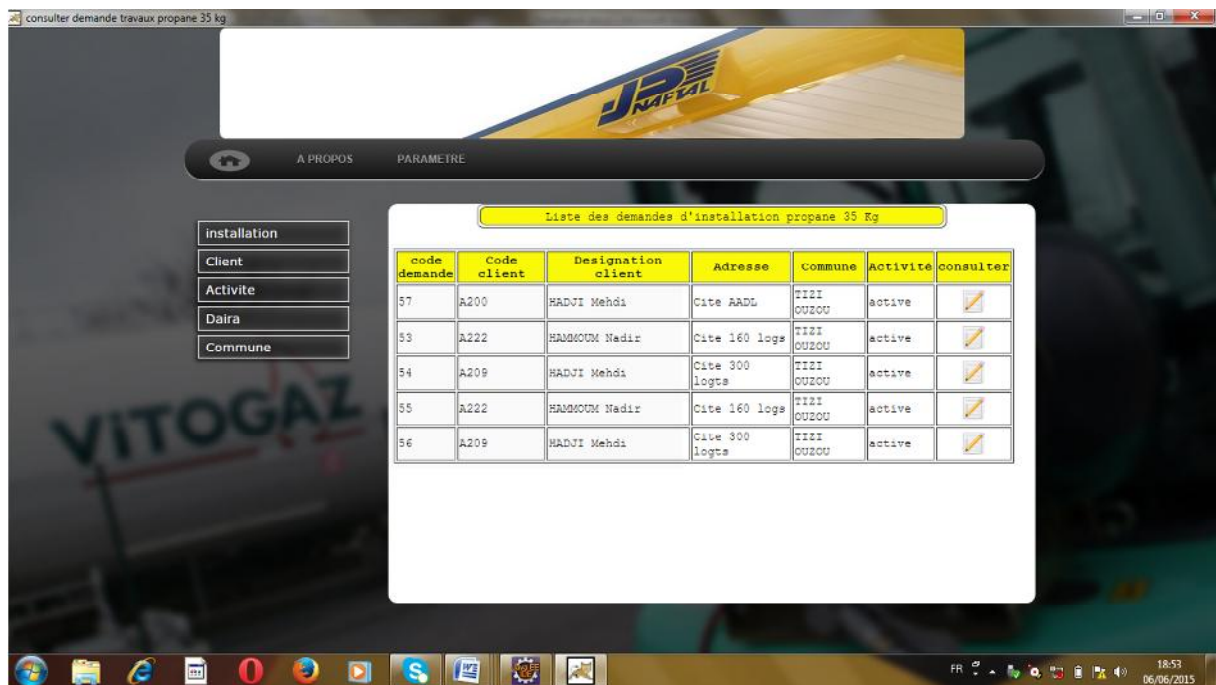 consulter demande travaux propane 35 kg
NAFTAL
A PROPOS PARAMETRE
installation
Client
Activite
Daira
Commune
VITOGAZ
Liste des demandes d'installation propane 35 Kg
code demande Code client Designation client Adresse Commune Activité consulter
57 A200 HADJI Mehdi Cite AADL TIZI OUZOU active
53 A222 HAMMOUM Nadir Cite 160 logs TIZI OUZOU active
54 A209 HADJI Mehdi Cite 300 logts TIZI OUZOU active
55 A222 HAMMOUM Nadir Cite 160 logs TIZI OUZOU active
56 A209 HADJI Mehdi Cite 300 logts TIZI OUZOU active
FR 18:53
06/06/2015